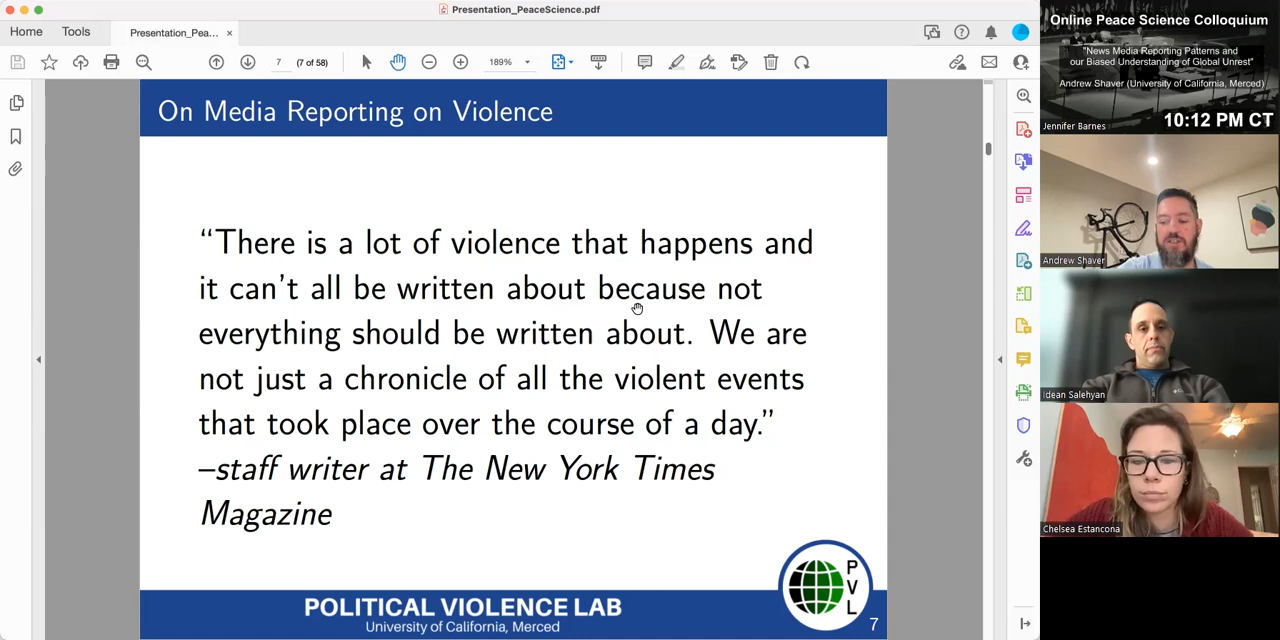 Presentation_PeaceScience.pdf
Home
Tools
Presentation_Pea...
7
(7 of 58)
189%
On Media Reporting on Violence
“There is a lot of violence that happens and
it can’t all be written about because not
everything should be written about. We are
not just a chronicle of all the violent events
that took place over the course of a day.”
–staff writer at The New York Times
Magazine
P
V
L
POLITICAL VIOLENCE LAB
University of California, Merced
7
Online Peace Science Colloquium
"News Media Reporting Patterns and
our Biased Understanding of Global Unrest"
Andrew Shaver (University of California, Merced)
10:12 PM CT
Jennifer Barnes
Andrew Shaver
Idean Salehyan
Chelsea Estancona